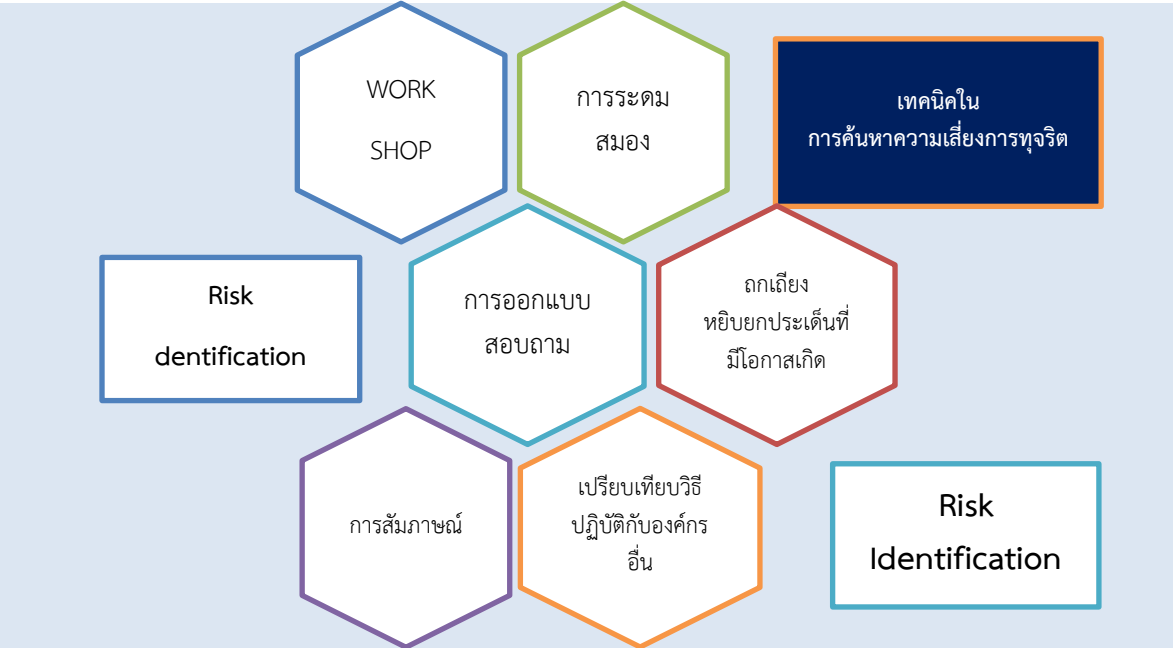 WORK
SHOP
การระดม
สมอง
เทคนิคใน
การค้นหาความเสี่ยงการทุจริต
Risk
dentification
การออกแบบ
สอบถาม
ถกเถียง
หยิบยกประเด็นที่
มีโอกาสเกิด
การสัมภาษณ์
เปรียบเทียบวิธี
ปฏิบัติกับองค์กร
อื่น
Risk
Identification